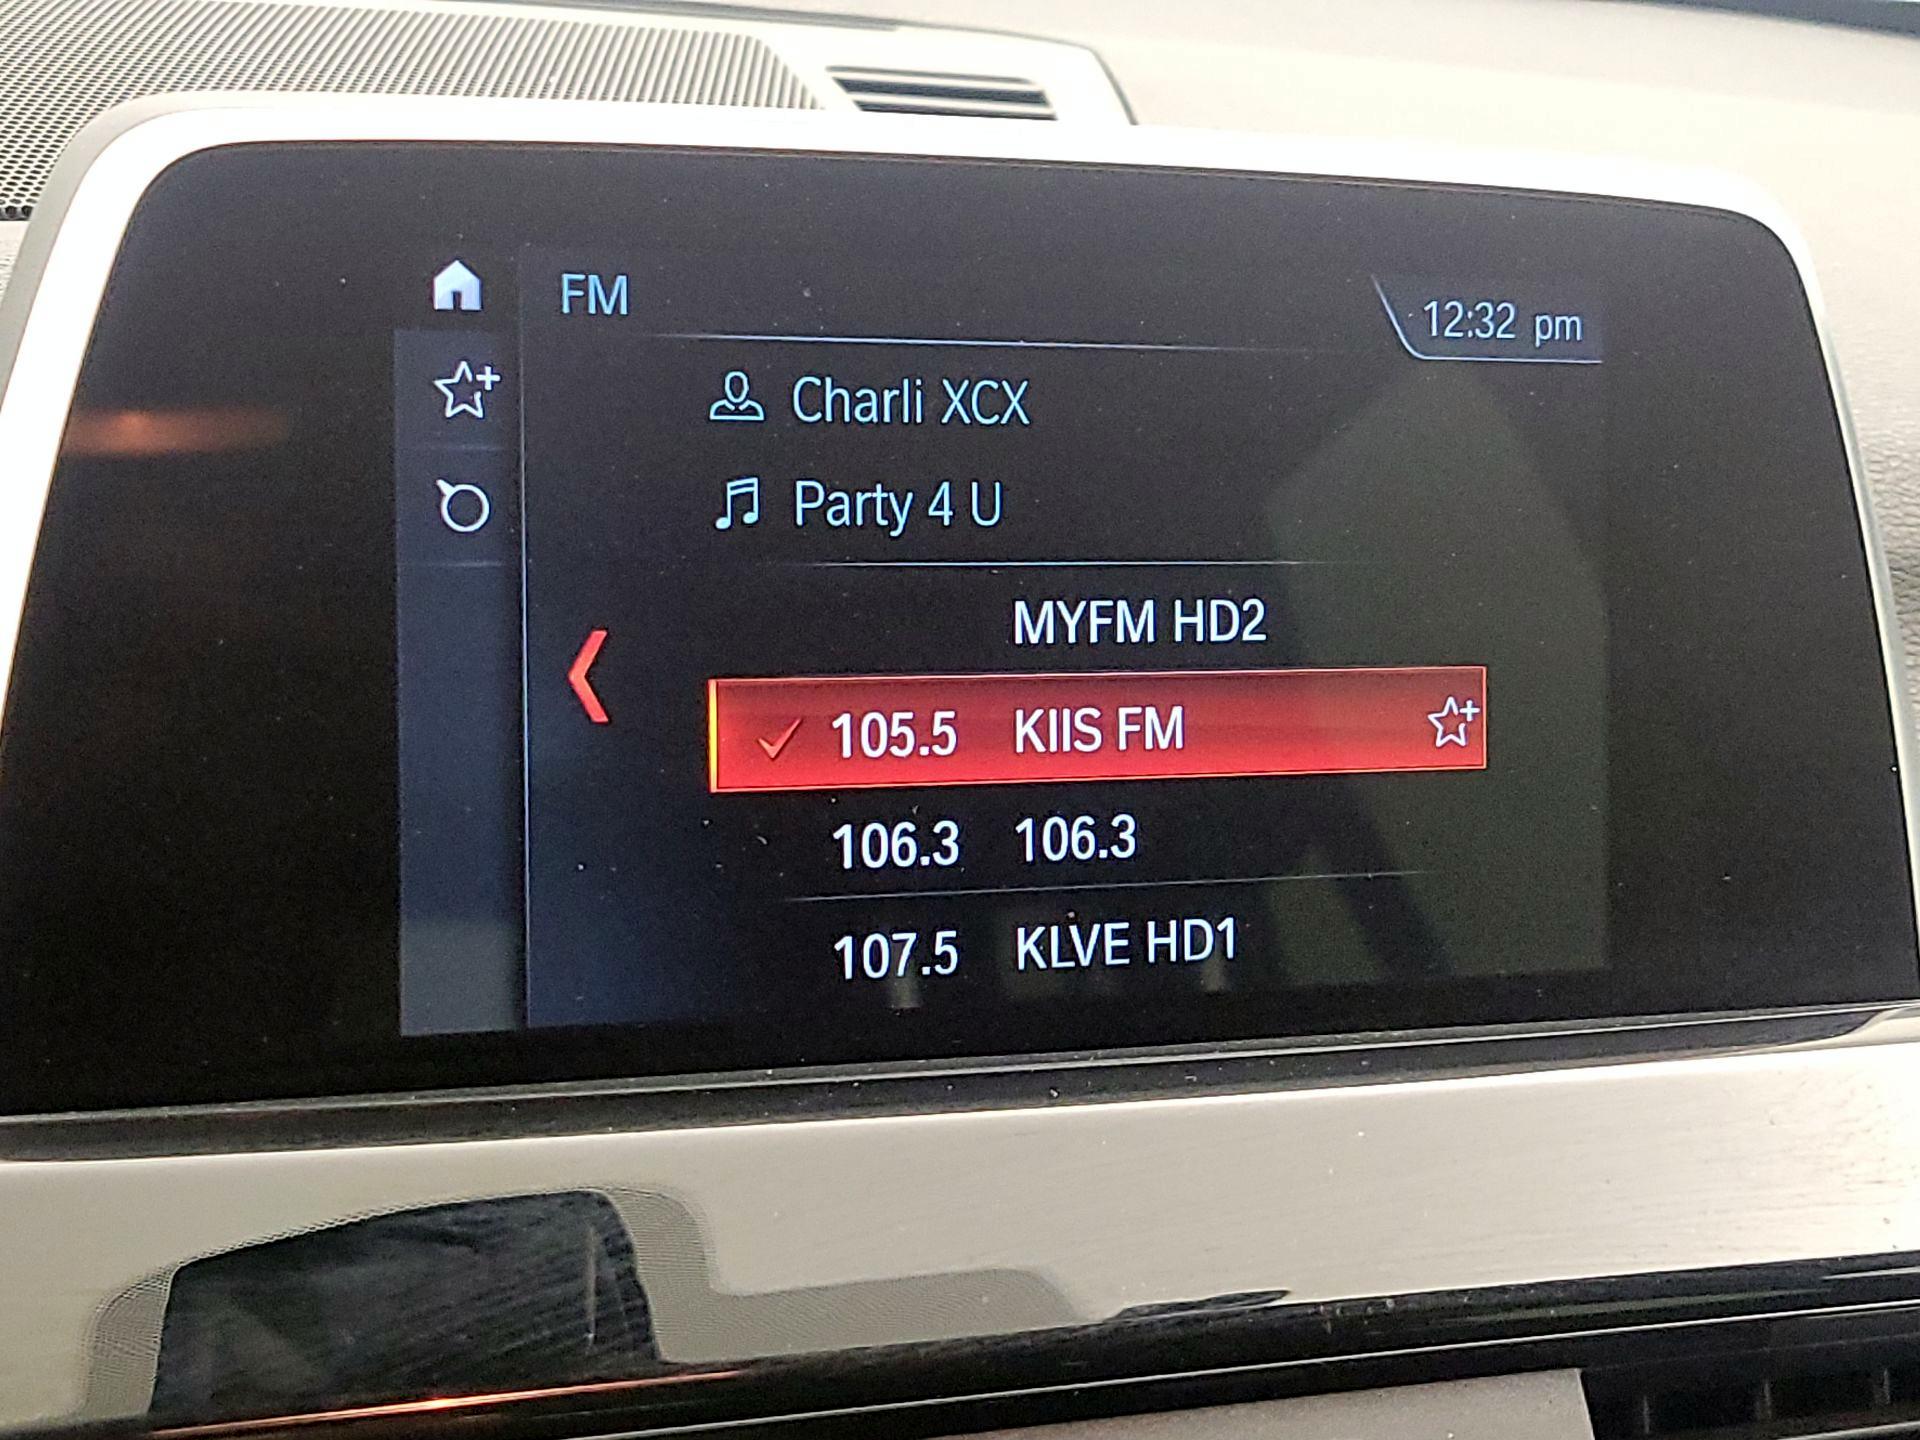 FM
12:32 pm
Charli XCX
Party 4 U
MYFM HD2
105.5 KIIS FM
106.3 106.3
107.5 KLVE HD1